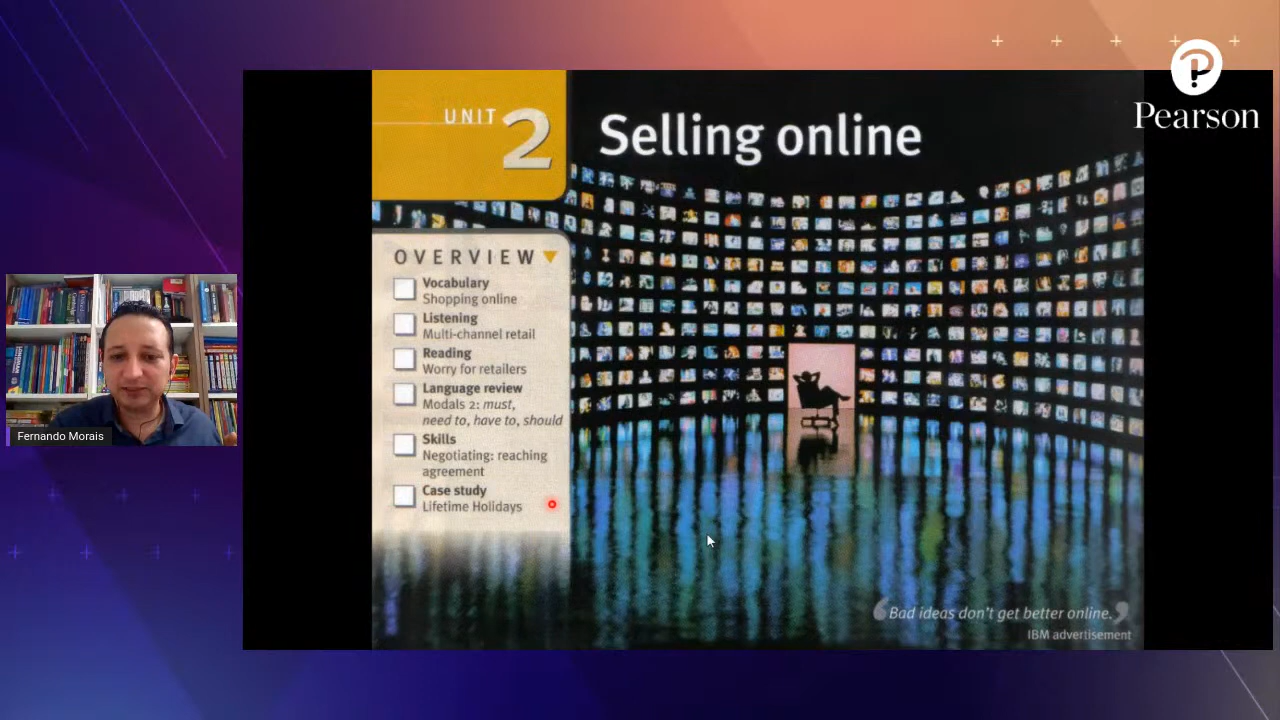 Pearson
UNIT 2
Selling online
OVERVIEW
Vocabulary
Shopping online
Listening
Multi-channel retail
Reading
Worry for retailers
Language review
Modals 2: must,
need to, have to, should
Skills
Negotiating: reaching
agreement
Case study
Lifetime Holidays
Fernando Morais
Bad ideas don't get better online.
IBM advertisement